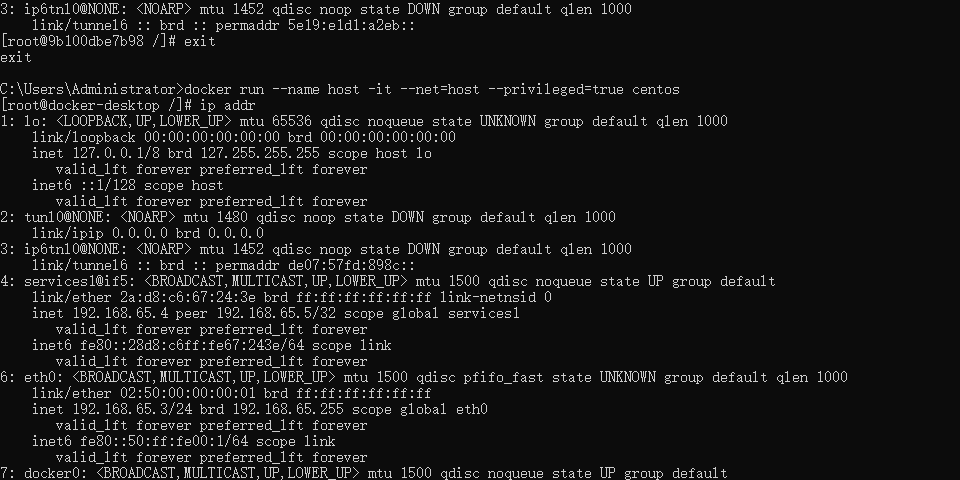 3: ip6tnl0@NONE: <NOARP> mtu 1452 qdisc noop state DOWN group default qlen 1000
link/tunnel6 :: brd :: permaddr 5e19:e1d1:a2eb::
[root@9b100dbe7b98 /]# exit
exit
C:\Users\Administrator>docker run --name host -it --net=host --privileged=true centos
[root@docker-desktop /]# ip addr
1: lo: <LOOPBACK,UP,LOWER_UP> mtu 65536 qdisc noqueue state UNKNOWN group default qlen 1000
link/loopback 00:00:00:00:00:00 brd 00:00:00:00:00:00
inet 127.0.0.1/8 brd 127.255.255.255 scope host lo
valid_lft forever preferred_lft forever
inet6 ::1/128 scope host
valid_lft forever preferred_lft forever
2: tunl0@NONE: <NOARP> mtu 1480 qdisc noop state DOWN group default qlen 1000
link/ipip 0.0.0.0 brd 0.0.0.0
3: ip6tnl0@NONE: <NOARP> mtu 1452 qdisc noop state DOWN group default qlen 1000
link/tunnel6 :: brd :: permaddr de07:57fd:898c::
4: services1@if5: <BROADCAST,MULTICAST,UP,LOWER_UP> mtu 1500 qdisc noqueue state UP group default
link/ether 2a:d8:c6:67:24:3e brd ff:ff:ff:ff:ff:ff link-netnsid 0
inet 192.168.65.4 peer 192.168.65.5/32 scope global services1
valid_lft forever preferred_lft forever
inet6 fe80::28d8:c6ff:fe67:243e/64 scope link
valid_lft forever preferred_lft forever
6: eth0: <BROADCAST,MULTICAST,UP,LOWER_UP> mtu 1500 qdisc pfifo_fast state UNKNOWN group default qlen 1000
link/ether 02:50:00:00:00:01 brd ff:ff:ff:ff:ff:ff
inet 192.168.65.3/24 brd 192.168.65.255 scope global eth0
valid_lft forever preferred_lft forever
inet6 fe80::50:ff:fe00:1/64 scope link
valid_lft forever preferred_lft forever
7: docker0: <BROADCAST,MULTICAST,UP,LOWER_UP> mtu 1500 qdisc noqueue state UP group default